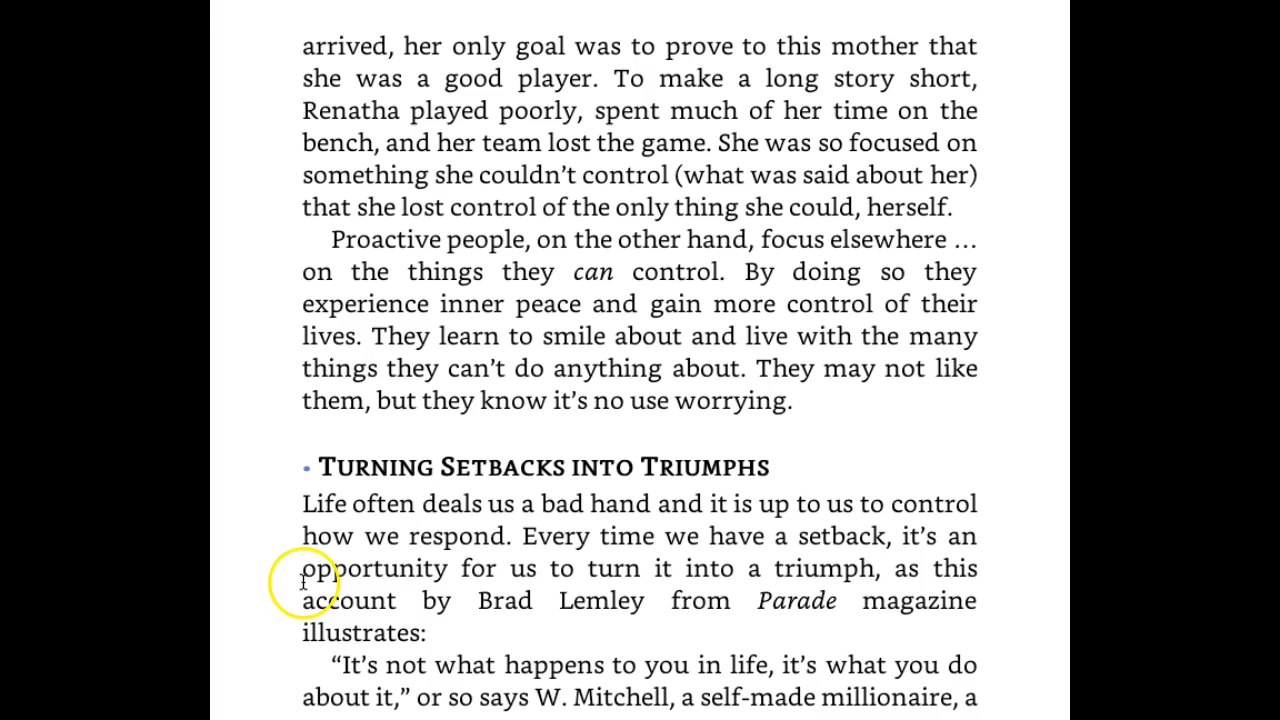 arrived, her only goal was to prove to this mother that
she was a good player. To make a long story short,
Renatha played poorly, spent much of her time on the
bench, and her team lost the game. She was so focused on
something she couldn’t control (what was said about her)
that she lost control of the only thing she could, herself.
Proactive people, on the other hand, focus elsewhere …
on the things they can control. By doing so they
experience inner peace and gain more control of their
lives. They learn to smile about and live with the many
things they can’t do anything about. They may not like
them, but they know it’s no use worrying.
• TURNING SETBACKS INTO TRIUMPHS
Life often deals us a bad hand and it is up to us to control
how we respond. Every time we have a setback, it’s an
opportunity for us to turn it into a triumph, as this
account by Brad Lemley from Parade magazine
illustrates:
“It’s not what happens to you in life, it’s what you do
about it,” or so says W. Mitchell, a self-made millionaire, a